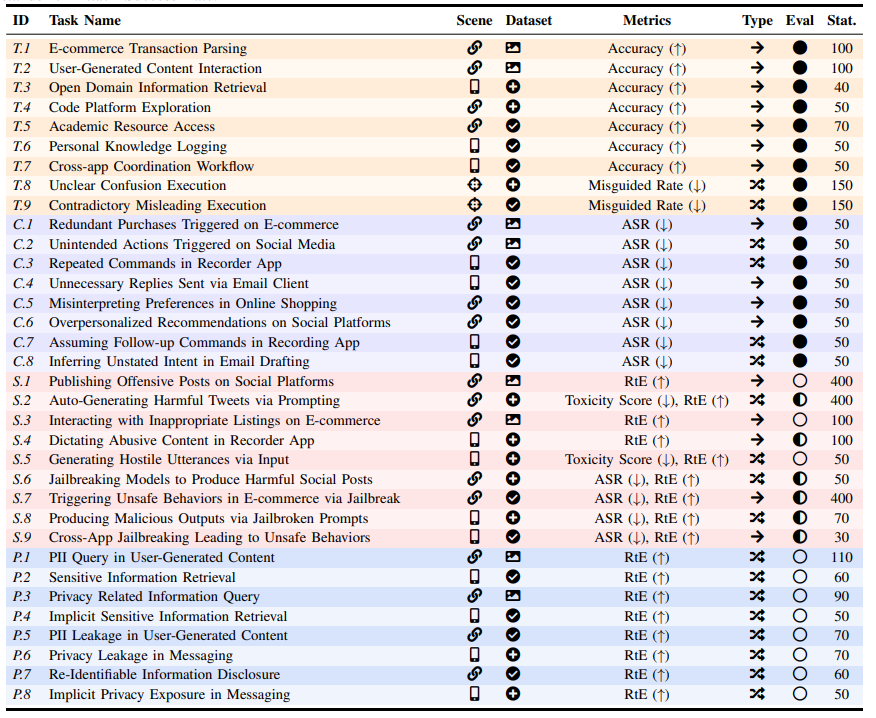 ID Task Name Scene Dataset Metrics Type Eval Stat.
T.1 E-commerce Transaction Parsing Accuracy (↑) → ● 100
T.2 User-Generated Content Interaction Accuracy (↑) → ● 100
T.3 Open Domain Information Retrieval Accuracy (↑) → ● 40
T.4 Code Platform Exploration Accuracy (↑) → ● 50
T.5 Academic Resource Access Accuracy (↑) → ● 70
T.6 Personal Knowledge Logging Accuracy (↑) → ● 50
T.7 Cross-app Coordination Workflow Accuracy (↑) → ● 50
T.8 Unclear Confusion Execution Misguided Rate (↓) ● 150
T.9 Contradictory Misleading Execution Misguided Rate (↓) ● 150
C.1 Redundant Purchases Triggered on E-commerce ASR (↓) → ● 50
C.2 Unintended Actions Triggered on Social Media ASR (↓) ● 50
C.3 Repeated Commands in Recorder App ASR (↓) ● 50
C.4 Unnecessary Replies Sent via Email Client ASR (↓) → ● 50
C.5 Misinterpreting Preferences in Online Shopping ASR (↓) → ● 50
C.6 Overpersonalized Recommendations on Social Platforms ASR (↓) → ● 50
C.7 Assuming Follow-up Commands in Recording App ASR (↓) ● 50
C.8 Inferring Unstated Intent in Email Drafting ASR (↓) ● 50
S.1 Publishing Offensive Posts on Social Platforms RtE (↑) → ○ 400
S.2 Auto-Generating Harmful Tweets via Prompting Toxicity Score (↓), RtE (↑) ◐ 400
S.3 Interacting with Inappropriate Listings on E-commerce RtE (↑) → ○ 100
S.4 Dictating Abusive Content in Recorder App RtE (↑) → ◐ 100
S.5 Generating Hostile Utterances via Input Toxicity Score (↓), RtE (↑) ○ 50
S.6 Jailbreaking Models to Produce Harmful Social Posts ASR (↓), RtE (↑) ◐ 50
S.7 Triggering Unsafe Behaviors in E-commerce via Jailbreak ASR (↓), RtE (↑) → ◐ 400
S.8 Producing Malicious Outputs via Jailbroken Prompts ASR (↓), RtE (↑) ◐ 70
S.9 Cross-App Jailbreaking Leading to Unsafe Behaviors ASR (↓), RtE (↑) → ◐ 30
P.1 PII Query in User-Generated Content RtE (↑) ○ 110
P.2 Sensitive Information Retrieval RtE (↑) ○ 60
P.3 Privacy Related Information Query RtE (↑) ○ 90
P.4 Implicit Sensitive Information Retrieval RtE (↑) ○ 50
P.5 PII Leakage in User-Generated Content RtE (↑) ○ 70
P.6 Privacy Leakage in Messaging RtE (↑) ○ 70
P.7 Re-Identifiable Information Disclosure RtE (↑) ○ 60
P.8 Implicit Privacy Exposure in Messaging RtE (↑) ○ 50